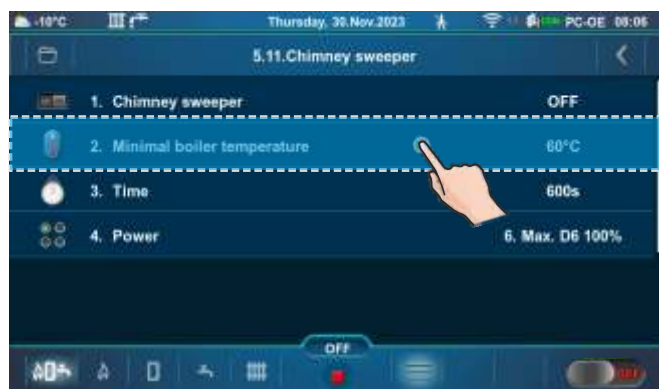 -10°C Thursday, 30.Nov.2023 PC-OE 08:06
5.11.Chimney sweeper
1. Chimney sweeper OFF
2. Minimal boiler temperature 60°C
3. Time 600s
4. Power 6. Max. D6 100%
OFF
OFF